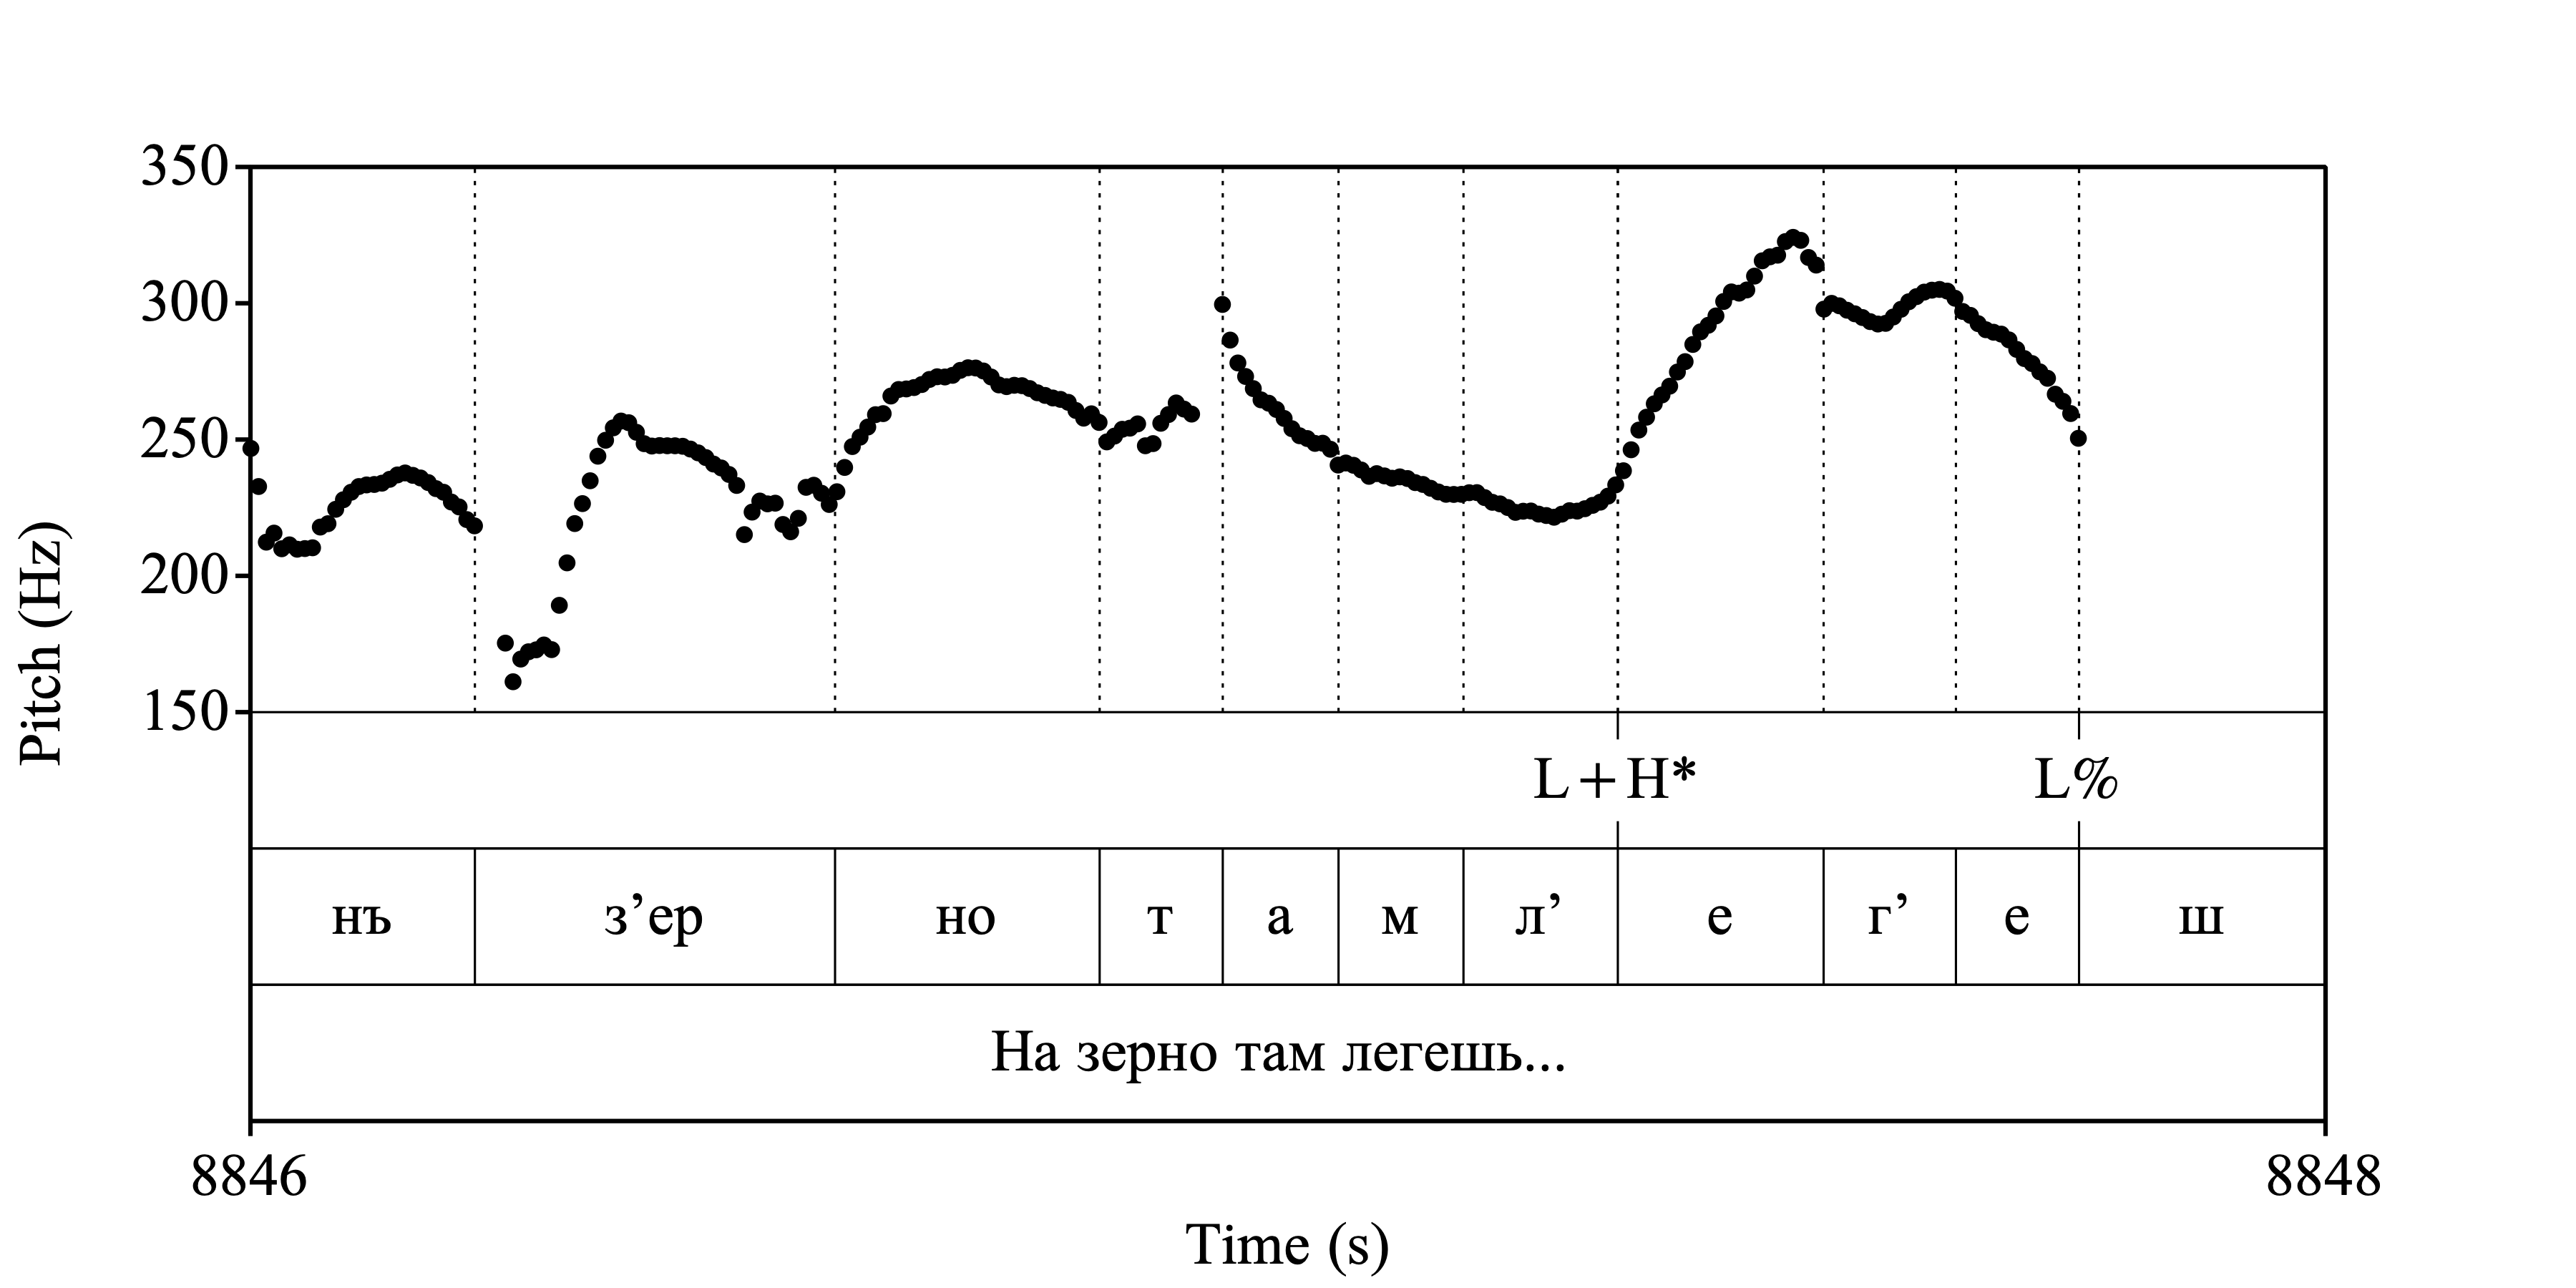 350
300
250
200
150
Pitch (Hz)
L+H* L%
нъ з’ер но т а м л’ е г’ е ш
На зерно там легешь...
8846 8848
Time (s)